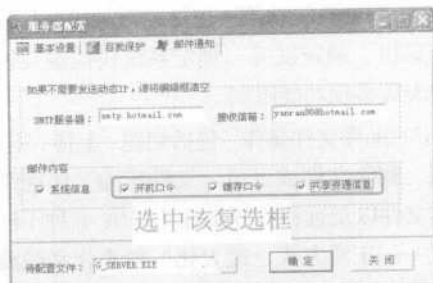 服务器配置
基本设置 自我保护 邮件通知
如果不需要发送动态IP，请将编辑框清空
SMTP服务器： smtp.hotmail.com 接收信箱：
邮件内容
系统信息 开机口令 缓存口令 共享资源信息
选中该复选框
待配置文件： G_SERVER.EXE ... 确定 关闭